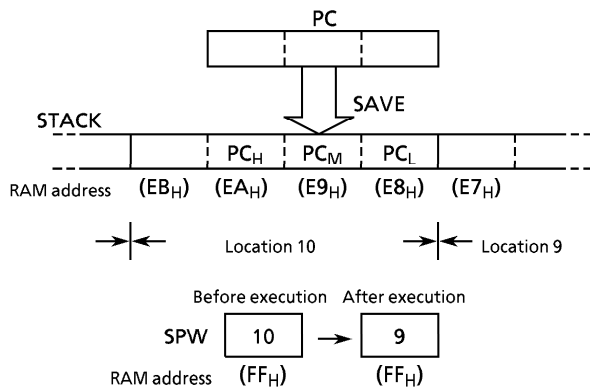 PC
SAVE
STACK
PCH PCM PCL
RAM address (EBH) (EAH) (E9H) (E8H) (E7H)
Location 10 Location 9
Before execution After execution
SPW 10 9
RAM address (FFH) (FFH)